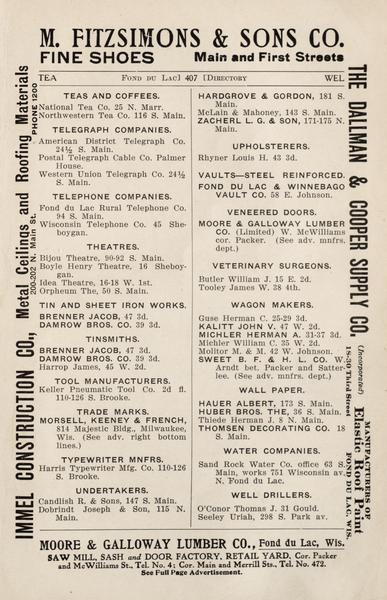 M. FITZSIMONS & SONS CO.
FINE SHOES Main and First Streets
TEA FOND DU LAC] 407 [DIRECTORY WEL
TEAS AND COFFEES.
National Tea Co. 25 N. Marr.
Northwestern Tea Co. 116 S. Main.
TELEGRAPH COMPANIES.
American District Telegraph Co.
24½ S. Main.
Postal Telegraph Cable Co. Palmer
House.
Western Union Telegraph Co. 24½
S. Main.
TELEPHONE COMPANIES.
Fond du Lac Rural Telephone Co.
94 S. Main.
Wisconsin Telephone Co. 45 She-
boygan.
THEATRES.
Bijou Theatre, 90-92 S. Main.
Boyle Henry Theatre, 16 Sheboy-
gan.
Idea Theatre, 16-18 W. 1st.
Orpheum The, 50 S. Main.
TIN AND SHEET IRON WORKS.
BRENNER JACOB, 47 3d.
DAMROW BROS. CO. 39 3d.
TINSMITHS.
BRENNER JACOB, 47 3d.
DAMROW BROS. CO. 39 3d.
Harrop James, 45 W. 2d.
TOOL MANUFACTURERS.
Keller Pneumatic Tool Co. 2d fl.
110-126 S. Brooke.
TRADE MARKS.
MORSELL, KEENEY & FRENCH,
814 Majestic Bldg., Milwaukee,
Wis. (See adv. right bottom
lines.)
TYPEWRITER MNFRS.
Harris Typewriter Mfg. Co. 110-126
S. Brooke.
UNDERTAKERS.
Candlish R. & Sons, 147 S. Main.
Dobrindt Joseph & Son, 115 N.
Main.
HARDGROVE & GORDON, 181 S.
Main.
McLain & Mahoney, 143 S. Main.
ZACHERL L. G. & SON, 171-175 N.
Main.
UPHOLSTERERS.
Rhyner Louis H. 43 3d.
VAULTS—STEEL REINFORCED.
FOND DU LAC & WINNEBAGO
VAULT CO. 58 E. Johnson.
VENEERED DOORS.
MOORE & GALLOWAY LUMBER
CO. (Limited) W. McWilliams
cor. Packer. (See adv. mnfrs.
dept.)
VETERINARY SURGEONS.
Butler William J. 15 E. 2d.
Tooley James W. 38 4th.
WAGON MAKERS.
Guse Herman C. 25-29 3d.
KALITT JOHN V. 47 W. 2d.
MICHLER HERMAN A. 31-37 3d.
Michler William C. 35 W. 2d.
Molitor M. & M. 42 W. Johnson.
SWEET B. F. & H. L. CO. W.
Arndt bet. Packer and Satter-
lee. (See adv. mnfrs. dept.)
WALL PAPER.
HAUER ALBERT, 173 S. Main.
HUBER BROS. THE, 36 S. Main.
Thiede Herman J. 8 N. Main.
THOMSEN DECORATING CO. 18
S. Main.
WATER COMPANIES.
Sand Rock Water Co. office 63 S.
Main, works 751 Wisconsin av.
N. Fond du Lac.
WELL DRILLERS.
O'Conor Thomas J. 31 Gould.
Seeley Uriah, 298 S. Park av.
IMMEL CONSTRUCTION CO., Metal Ceilings and Roofing Materials
200-202 N. Main St. PHONE 1200
THE DALLMAN & COOPER SUPPLY CO.
(Incorporated)
18-30 Third Street
MANUFACTURERS OF
Elastic Roof Paint
FOND DU LAC, WIS.
MOORE & GALLOWAY LUMBER CO., Fond du Lac, Wis.
SAW MILL, SASH and DOOR FACTORY, RETAIL YARD, Cor. Packer
and McWilliams St., Tel. No. 4; Cor. Main and Merrill Sts., Tel. No. 472.
See Full Page Advertisement.